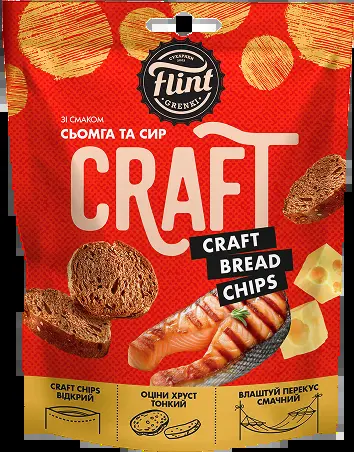 СУХАРИКИ
Flint
GRENKI
ЗІ СМАКОМ
СЬОМГА ТА СИР
CRAFT
CRAFT
BREAD
CHIPS
CRAFT CHIPS
ВІДКРИЙ
ОЦІНИ ХРУСТ
ТОНКИЙ
ВЛАШТУЙ ПЕРЕКУС
СМАЧНИЙ